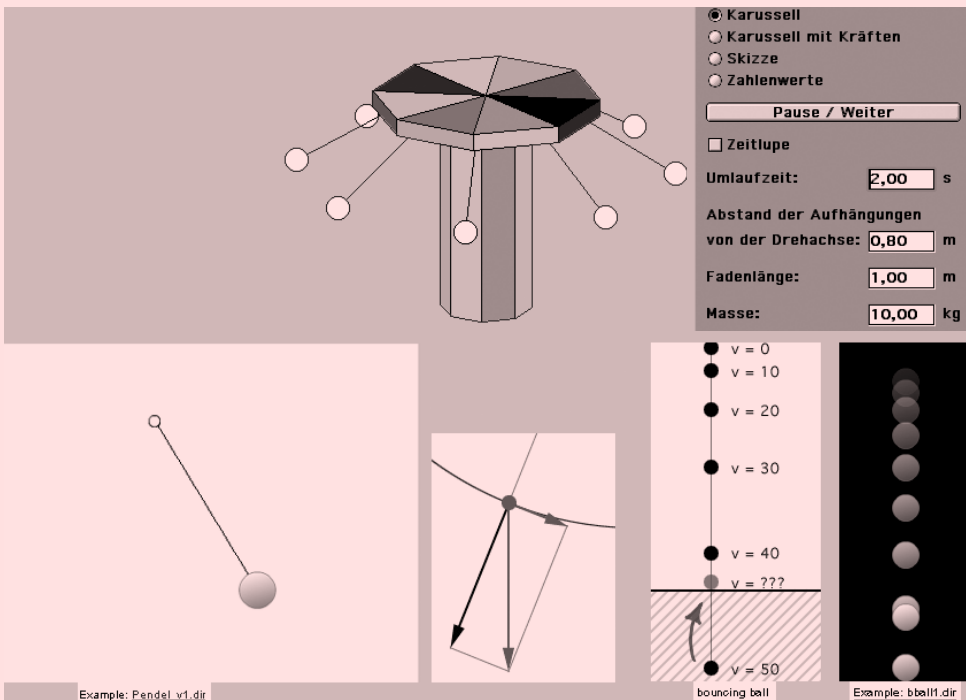 Karussell
Karussell mit Kräften
Skizze
Zahlenwerte
Pause / Weiter
Zeitlupe
Umlaufzeit: 2,00 s
Abstand der Aufhängungen
von der Drehachse: 0,80 m
Fadenlänge: 1,00 m
Masse: 10,00 kg
v = 0
v = 10
v = 20
v = 30
v = 40
v = ???
v = 50
Example: Pendel v1.dir
bouncing ball
Example: bball1.dir